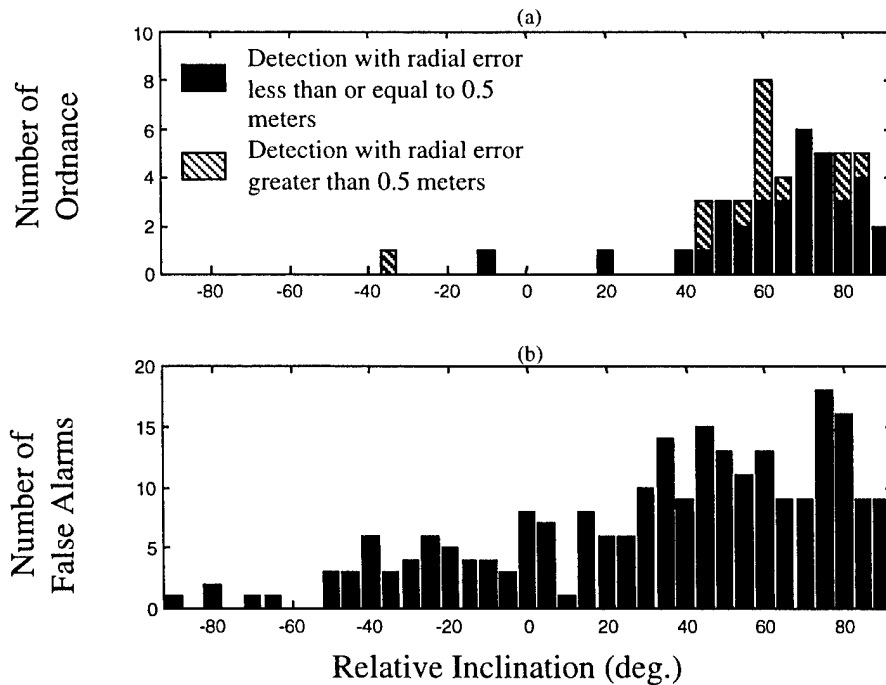 (a)
Number of
Ordnance
10
8
6
4
2
0
Detection with radial error
less than or equal to 0.5
meters
Detection with radial error
greater than 0.5 meters
-80 -60 -40 -20 0 20 40 60 80
(b)
Number of
False Alarms
20
15
10
5
0
-80 -60 -40 -20 0 20 40 60 80
Relative Inclination (deg.)